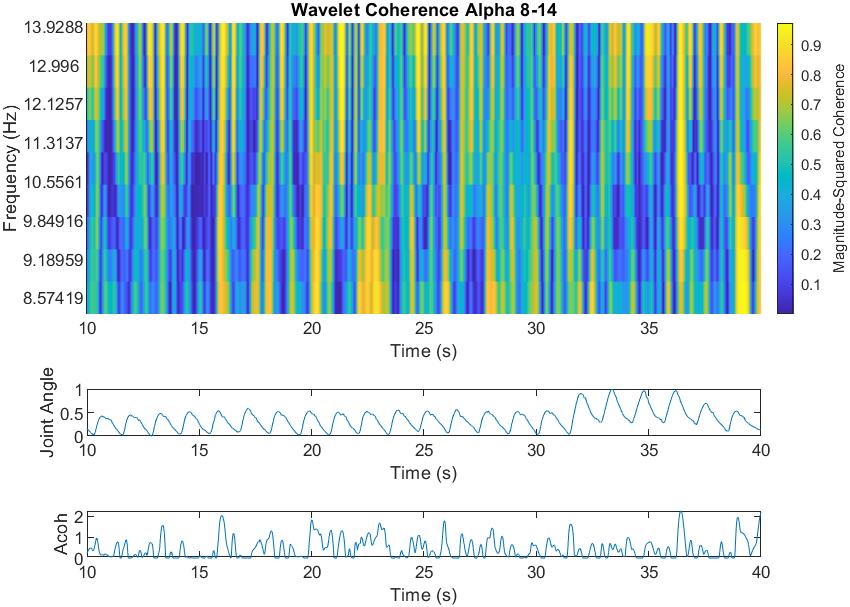 Wavelet Coherence Alpha 8-14
Frequency (Hz)
13.9288
12.996
12.1257
11.3137
10.5561
9.84916
9.18959
8.57419
10 15 20 25 30 35
Time (s)
0.9
0.8
0.7
0.6
0.5
0.4
0.3
0.2
0.1
Magnitude-Squared Coherence
Joint Angle
1
0.5
0
10 15 20 25 30 35 40
Time (s)
Acoh
2
1
0
10 15 20 25 30 35 40
Time (s)